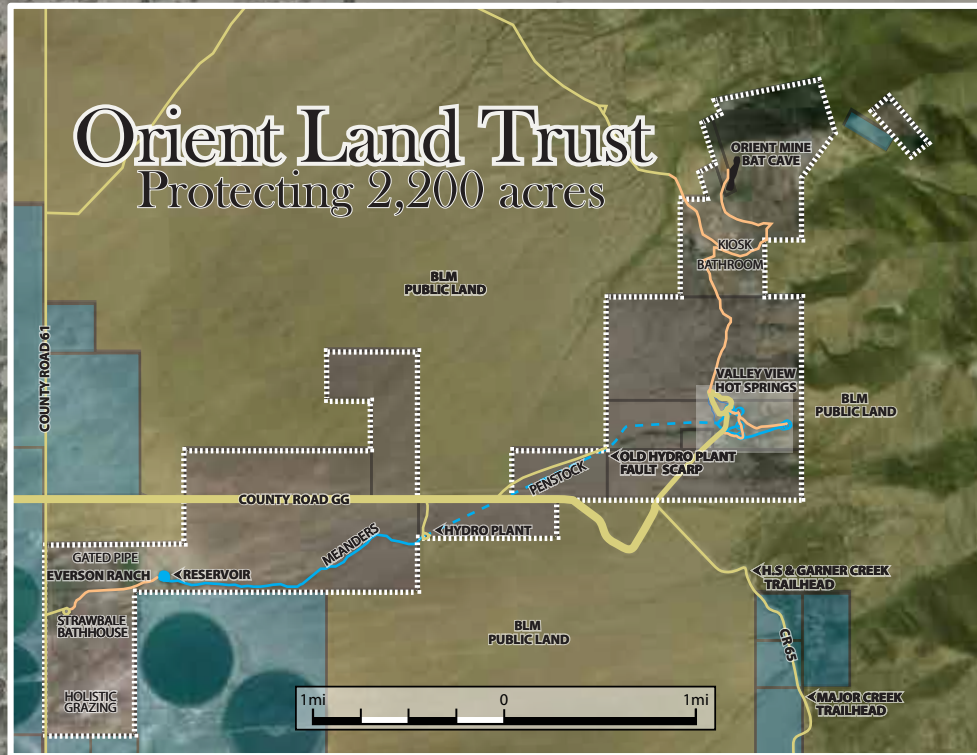 Orient Land Trust
Protecting 2,200 acres
ORIENT MINE
BAT CAVE
KIOSK
BATHROOM
BLM
PUBLIC LAND
COUNTY ROAD 61
VALLEY VIEW
HOT SPRINGS
BLM
PUBLIC LAND
OLD HYDRO PLANT
FAULT SCARP
PENSTOCK
COUNTY ROAD GG
HYDRO PLANT
MEANDERS
GATED PIPE
EVERSON RANCH
RESERVOIR
H.S & GARNER CREEK
TRAILHEAD
STRAWBALE
BATHHOUSE
BLM
PUBLIC LAND
CR 65
HOLISTIC
GRAZING
MAJOR CREEK
TRAILHEAD
1mi 0 1mi